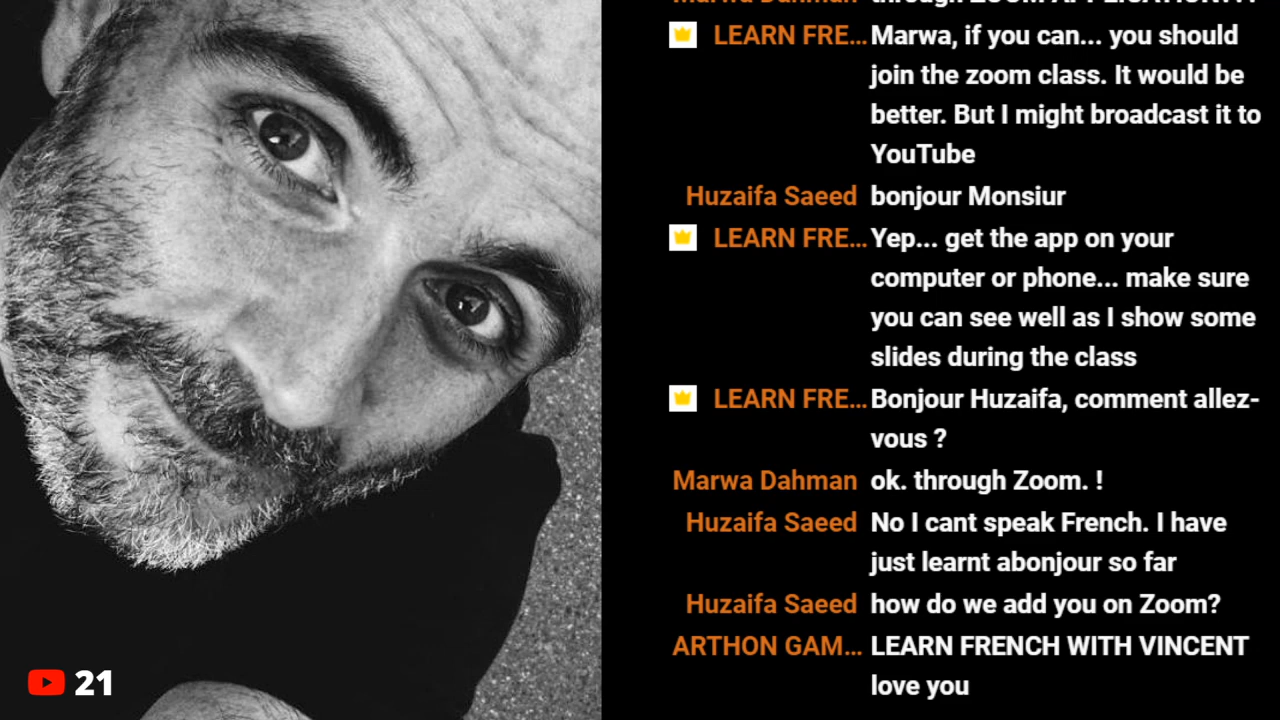 LEARN FRE... Marwa, if you can... you should
join the zoom class. It would be
better. But I might broadcast it to
YouTube
Huzaifa Saeed bonjour Monsiur
LEARN FRE... Yep... get the app on your
computer or phone... make sure
you can see well as I show some
slides during the class
LEARN FRE... Bonjour Huzaifa, comment allez-
vous ?
Marwa Dahman ok. through Zoom. !
Huzaifa Saeed No I cant speak French. I have
just learnt abonjour so far
Huzaifa Saeed how do we add you on Zoom?
ARTHON GAM... LEARN FRENCH WITH VINCENT
love you
21